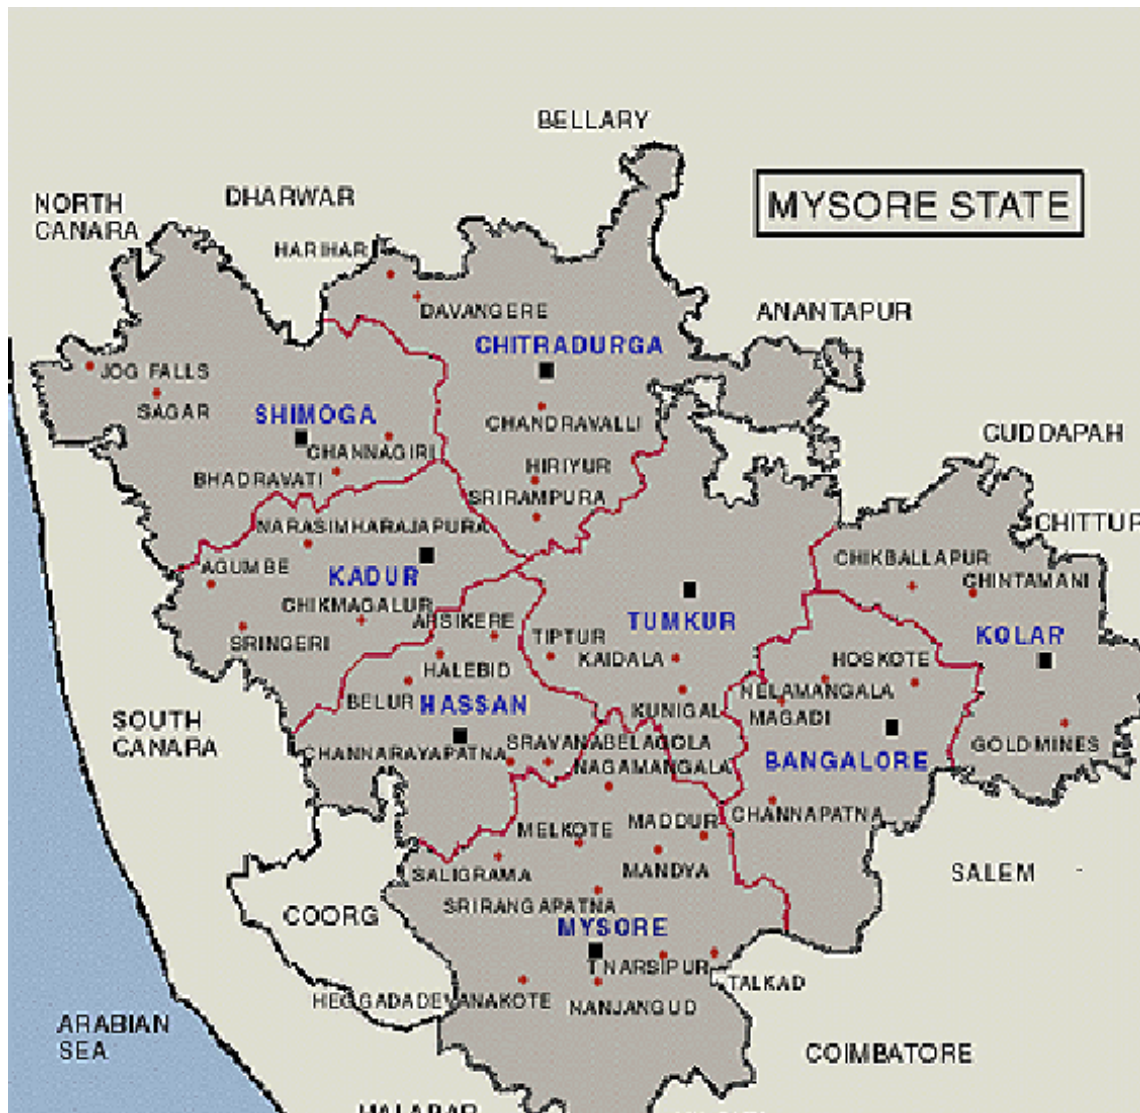 BELLARY
MYSORE STATE
DHARWAR
NORTH
CANARA
HARIHAR
DAVANGERE
ANANTAPUR
CHITRADURGA
JOG FALLS
SAGAR
SHIMOGA
CHANDRAVALLI
CUDDAPAH
CHANNAGIRI
BHADRAVATI
HIRIYUR
SRIRAMPURA
NARASIMHARAJAPURA
CHITTUR
AGUMBE
KADUR
CHIKBALLAPUR
CHINTAMANI
CHIKMAGALUR
ARSIKERE
TUMKUR
KOLAR
SRINGERI
TIPTUR
KAIDALA
HOSKOTE
HALEBID
NELAMANGALA
BELUR
HASSAN
KUNIGAL
MAGADI
SOUTH
CANARA
CHANNARAYAPATNA
SRAVANABELAGOLA
GOLD MINES
NAGAMANGALA
BANGALORE
CHANNAPATNA
MELKOTE
MADDUR
SALIGRAMA
MANDYA
SALEM
COORG
SRIRANGAPATNA
MYSORE
TNARSIPUR
TALKAD
HEGGADADEVANAKOTE
NANJANGUD
ARABIAN
SEA
COIMBATORE
MALABAR